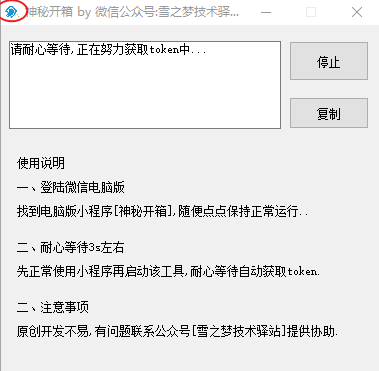 神秘开箱 by 微信公众号:雪之梦技术驿...
请耐心等待,正在努力获取token中...
停止
复制
使用说明
一、登陆微信电脑版
找到电脑版小程序[神秘开箱],随便点点保持正常运行..
二、耐心等待3s左右
先正常使用小程序再启动该工具,耐心等待自动获取token.
二、注意事项
原创开发不易,有问题联系公众号[雪之梦技术驿站]提供协助.